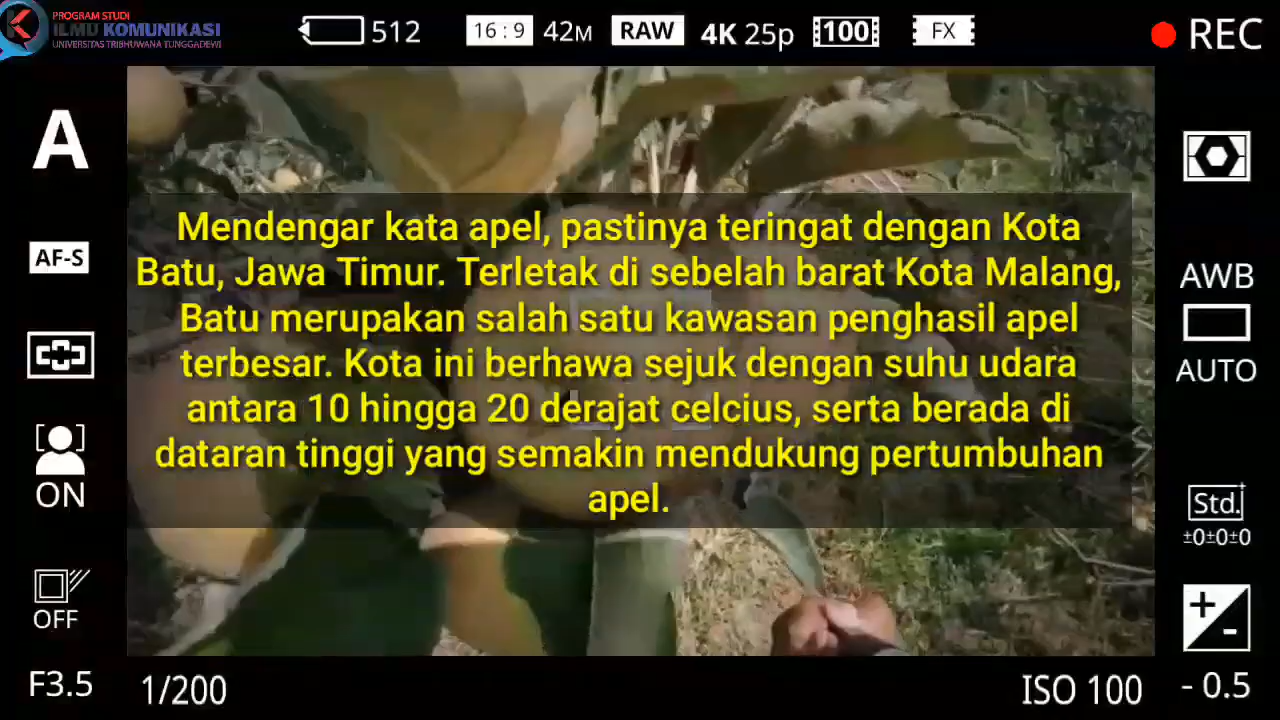 PROGRAM STUDI
ILMU KOMUNIKASI
UNIVERSITAS TRIBHUWANA TUNGGADEWI
512
16:9
42M
RAW
4K 25p
100
FX
REC
A
AF-S
ON
OFF
F3.5
1/200
Mendengar kata apel, pastinya teringat dengan Kota
Batu, Jawa Timur. Terletak di sebelah barat Kota Malang,
Batu merupakan salah satu kawasan penghasil apel
terbesar. Kota ini berhawa sejuk dengan suhu udara
antara 10 hingga 20 derajat celcius, serta berada di
dataran tinggi yang semakin mendukung pertumbuhan
apel.
AWB
AUTO
Std.
±0±0±0
ISO 100
- 0.5